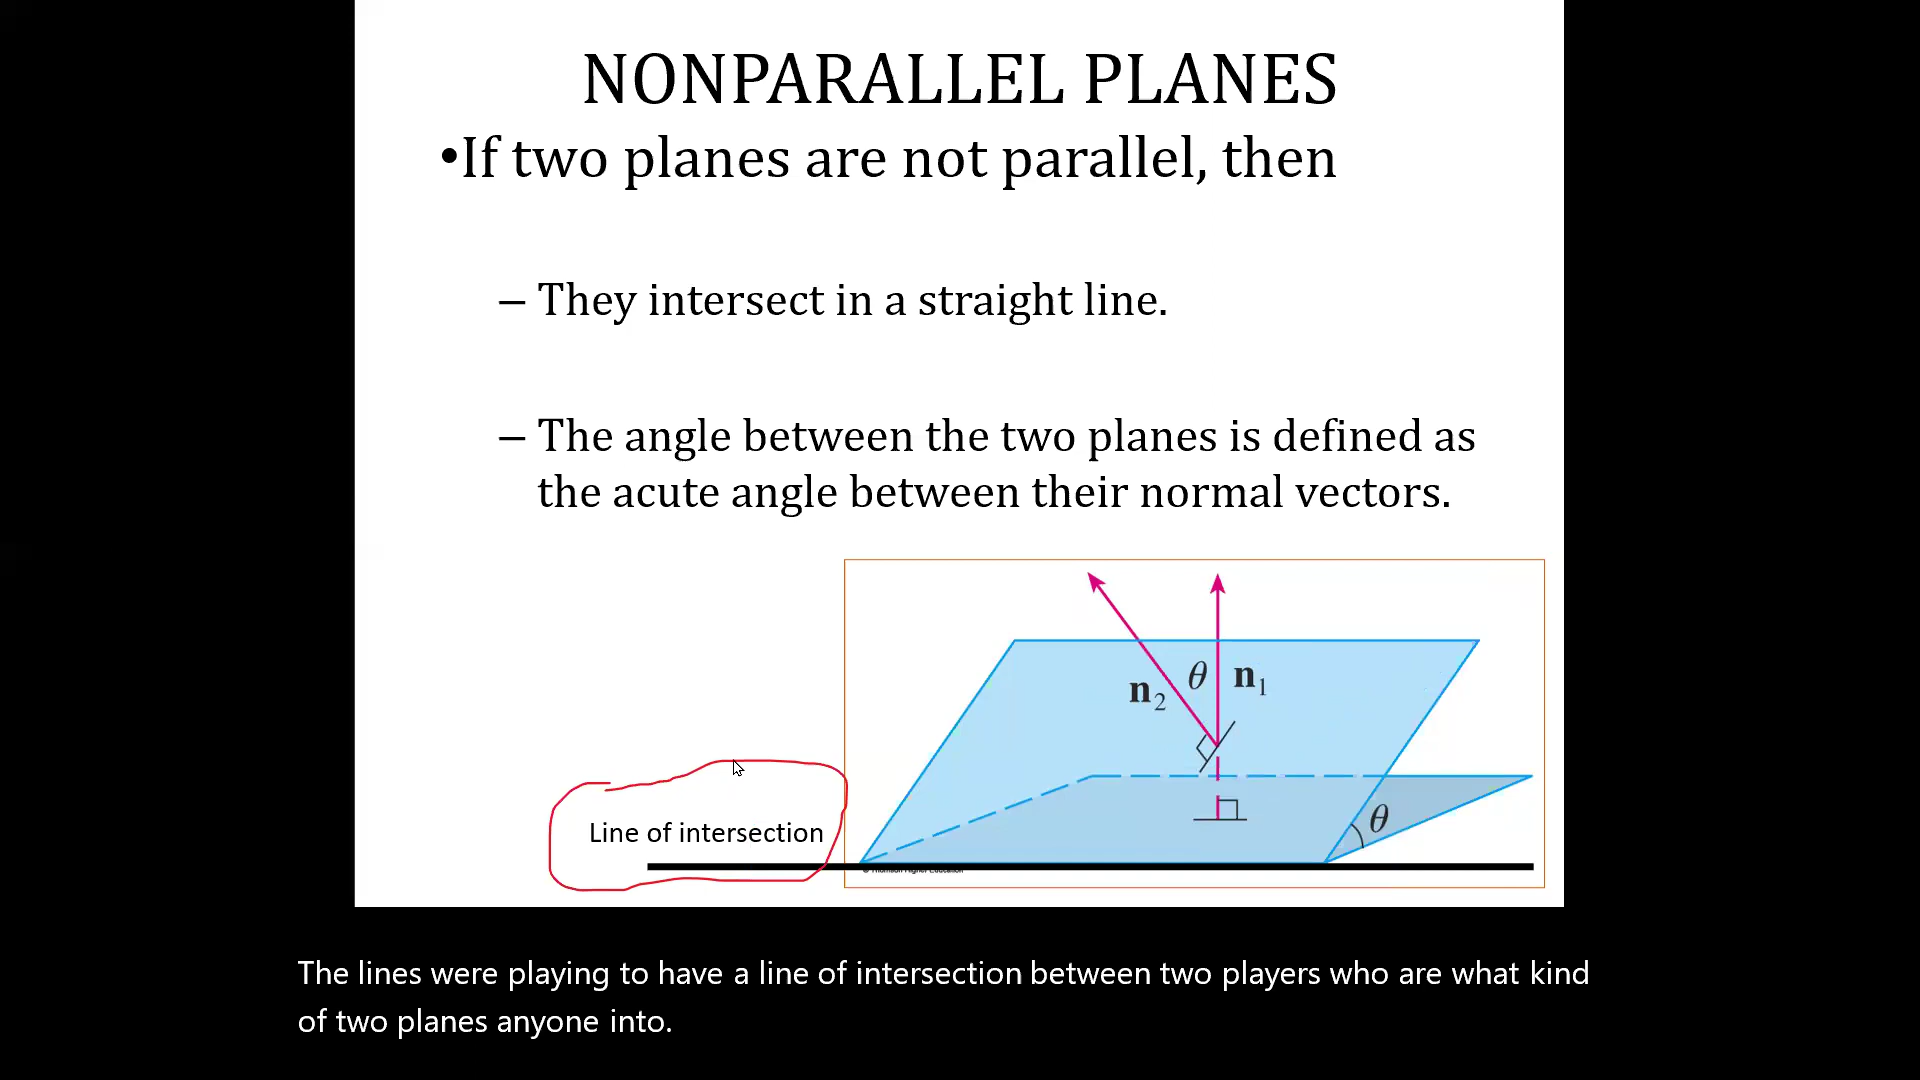 NONPARALLEL PLANES
•If two planes are not parallel, then
– They intersect in a straight line.
– The angle between the two planes is defined as
the acute angle between their normal vectors.
n₂ θ n₁
θ
Line of intersection
© Thomson Higher Education
The lines were playing to have a line of intersection between two players who are what kind
of two planes anyone into.